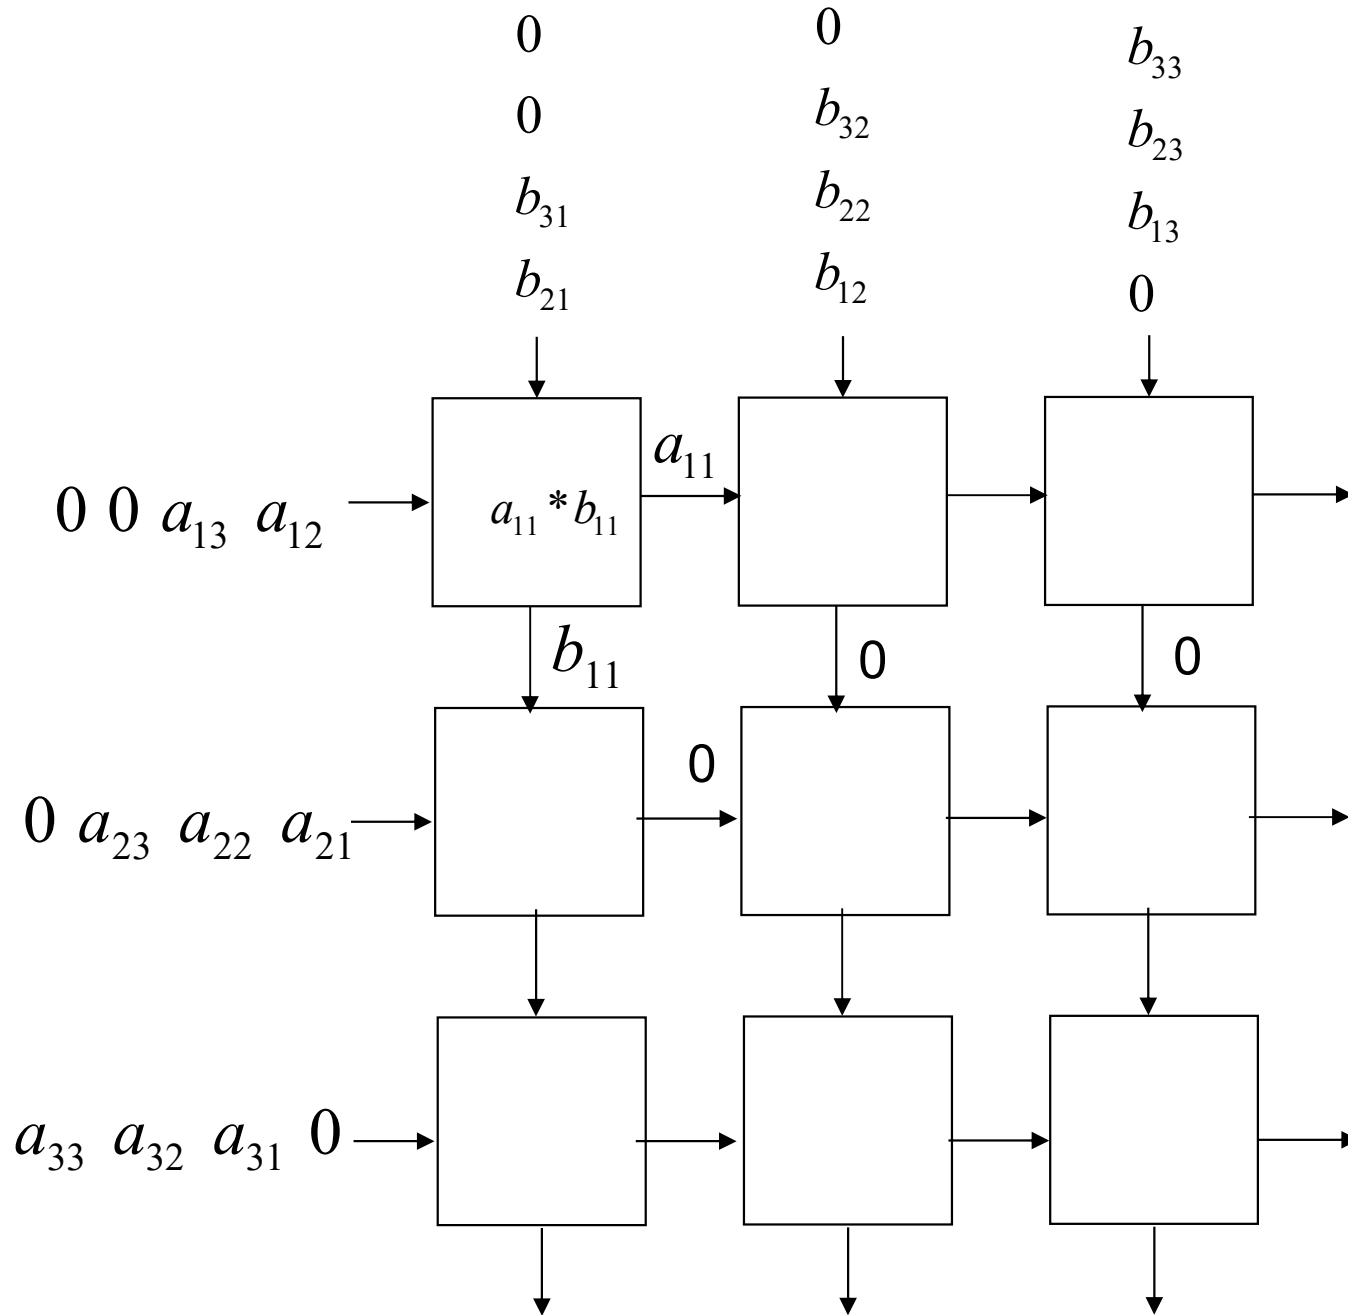 0 0 b₃₃
0 b₃₂ b₂₃
b₃₁ b₂₂ b₁₃
b₂₁ b₁₂ 0
a₁₁
0 0 a₁₃ a₁₂ a₁₁ * b₁₁
b₁₁ 0 0
0
0 a₂₃ a₂₂ a₂₁
a₃₃ a₃₂ a₃₁ 0